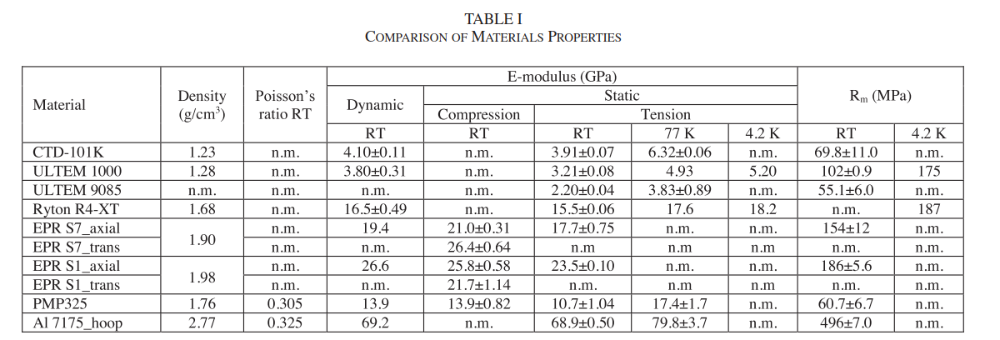 TABLE I
COMPARISON OF MATERIALS PROPERTIES
Material Density (g/cm³) Poisson's ratio RT E-modulus (GPa) Rm (MPa)
Dynamic Static
Compression Tension
RT RT RT 77 K 4.2 K RT 4.2 K
CTD-101K 1.23 n.m. 4.10±0.11 n.m. 3.91±0.07 6.32±0.06 n.m. 69.8±11.0 n.m.
ULTEM 1000 1.28 n.m. 3.80±0.31 n.m. 3.21±0.08 4.93 5.20 102±0.9 175
ULTEM 9085 n.m. n.m. n.m. n.m. 2.20±0.04 3.83±0.89 n.m. 55.1±6.0 n.m.
Ryton R4-XT 1.68 n.m. 16.5±0.49 n.m. 15.5±0.06 17.6 18.2 n.m. 187
EPR S7_axial 1.90 n.m. 19.4 21.0±0.31 17.7±0.75 n.m. n.m. 154±12 n.m.
EPR S7_trans n.m. n.m. 26.4±0.64 n.m n.m n.m n.m. n.m.
EPR S1_axial 1.98 n.m. 26.6 25.8±0.58 23.5±0.10 n.m. n.m. 186±5.6 n.m.
EPR S1_trans n.m. n.m. 21.7±1.14 n.m. n.m. n.m. n.m. n.m.
PMP325 1.76 0.305 13.9 13.9±0.82 10.7±1.04 17.4±1.7 n.m 60.7±6.7 n.m.
Al 7175_hoop 2.77 0.325 69.2 n.m. 68.9±0.50 79.8±3.7 n.m. 496±7.0 n.m.